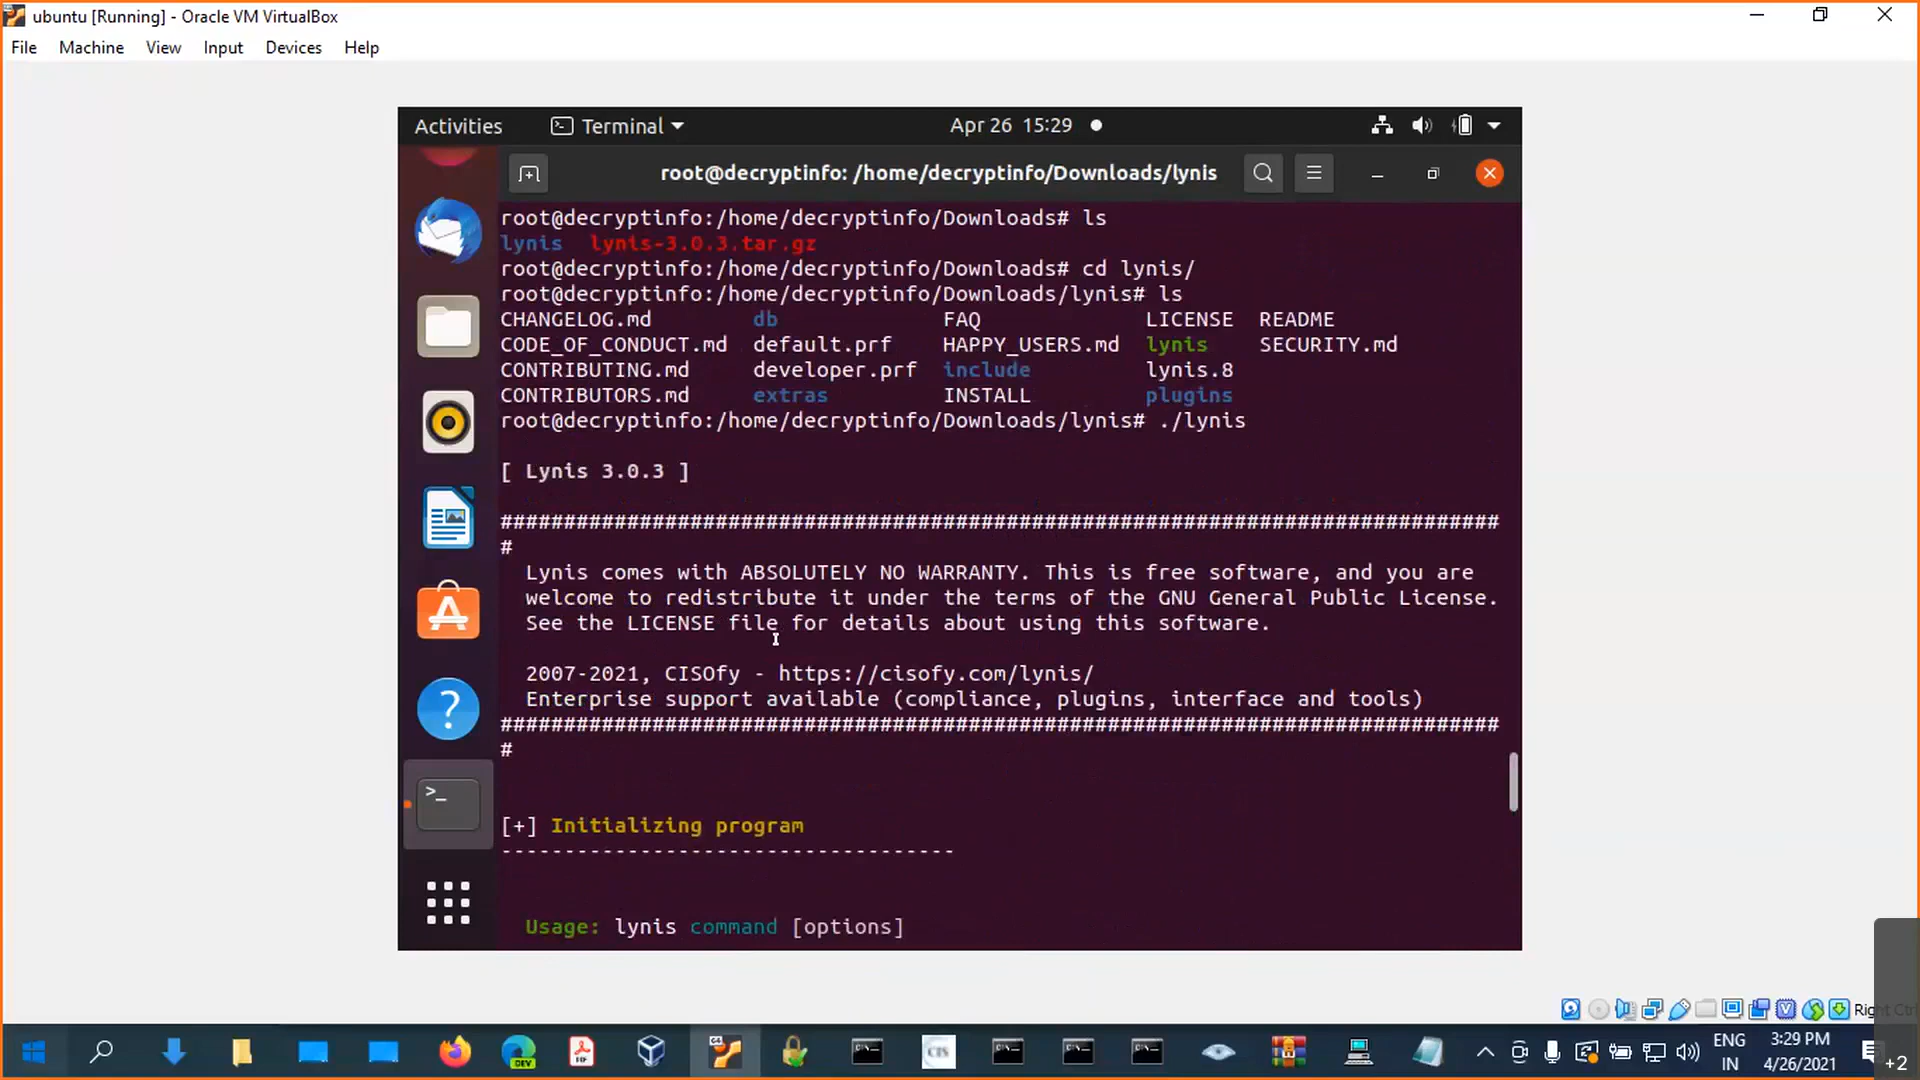 ubuntu [Running] - Oracle VM VirtualBox
File Machine View Input Devices Help
Activities Terminal Apr 26 15:29
root@decryptinfo: /home/decryptinfo/Downloads/lynis
root@decryptinfo:/home/decryptinfo/Downloads# ls
lynis lynis-3.0.3.tar.gz
root@decryptinfo:/home/decryptinfo/Downloads# cd lynis/
root@decryptinfo:/home/decryptinfo/Downloads/lynis# ls
CHANGELOG.md db FAQ LICENSE README
CODE_OF_CONDUCT.md default.prf HAPPY_USERS.md lynis SECURITY.md
CONTRIBUTING.md developer.prf include lynis.8
CONTRIBUTORS.md extras INSTALL plugins
root@decryptinfo:/home/decryptinfo/Downloads/lynis# ./lynis
[ Lynis 3.0.3 ]
###############################################################################
#
Lynis comes with ABSOLUTELY NO WARRANTY. This is free software, and you are
welcome to redistribute it under the terms of the GNU General Public License.
See the LICENSE file for details about using this software.
2007-2021, CISOfy - https://cisofy.com/lynis/
Enterprise support available (compliance, plugins, interface and tools)
###############################################################################
#
[+] Initializing program
------------------------------------
Usage: lynis command [options]
Right Ctrl
DEV
PDF
64
CIS
ENG
IN
3:29 PM
4/26/2021
+2